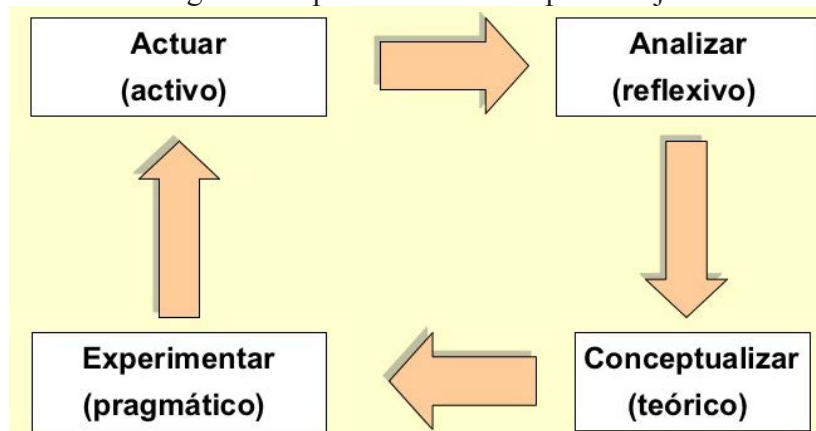 Actuar
(activo)
Analizar
(reflexivo)
Conceptualizar
(teórico)
Experimentar
(pragmático)